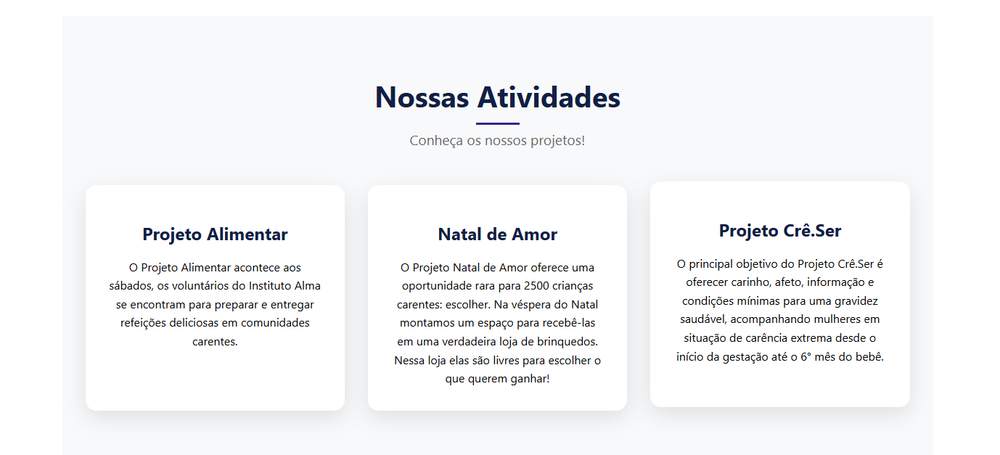 Nossas Atividades
Conheça os nossos projetos!
Projeto Alimentar
O Projeto Alimentar acontece aos
sábados, os voluntários do Instituto Alma
se encontram para preparar e entregar
refeições deliciosas em comunidades
carentes.
Natal de Amor
O Projeto Natal de Amor oferece uma
oportunidade rara para 2500 crianças
carentes: escolher. Na véspera do Natal
montamos um espaço para recebê-las
em uma verdadeira loja de brinquedos.
Nessa loja elas são livres para escolher o
que querem ganhar!
Projeto Crê.Ser
O principal objetivo do Projeto Crê.Ser é
oferecer carinho, afeto, informação e
condições mínimas para uma gravidez
saudável, acompanhando mulheres em
situação de carência extrema desde o
início da gestação até o 6° mês do bebê.